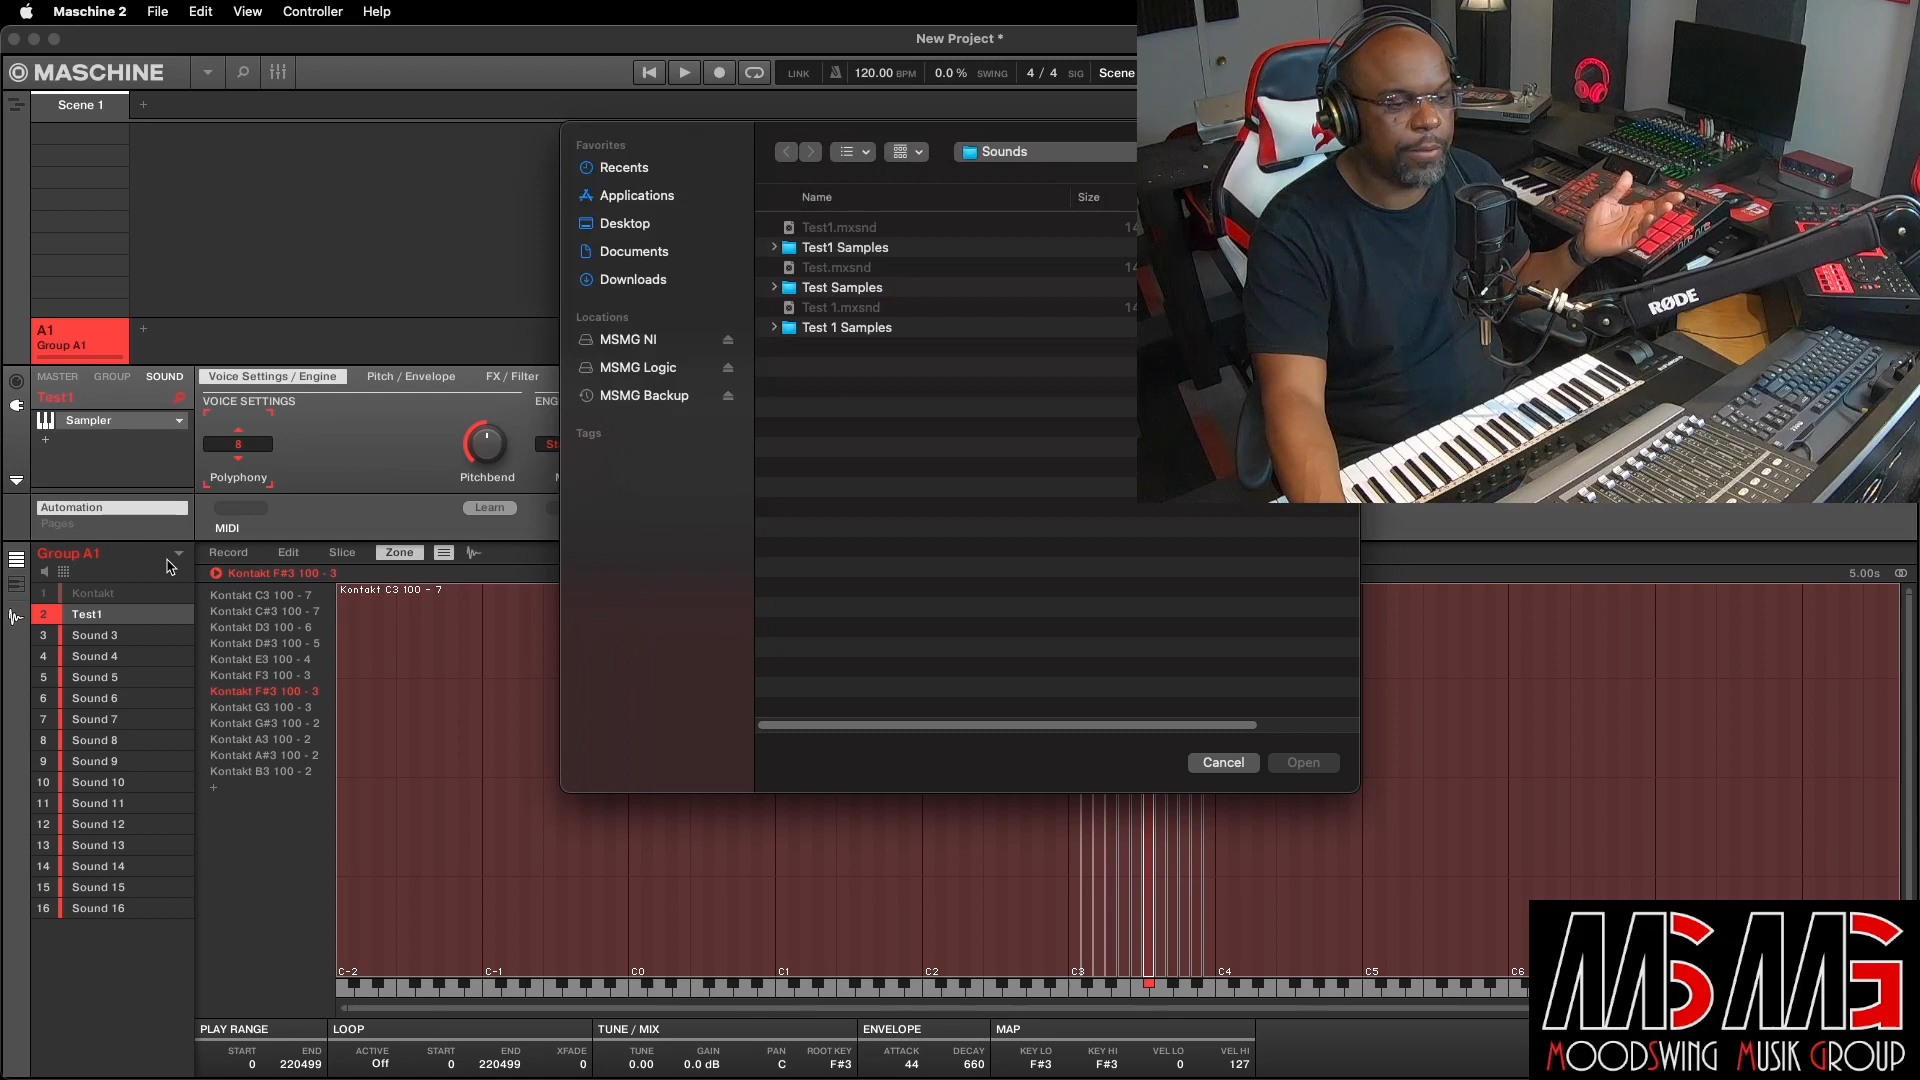 Maschine 2 File Edit View Controller Help
New Project *
MASCHINE
LINK 120.00 BPM 0.0 % SWING 4 / 4 SIG Scene
Scene 1 +
A1
Group A1
+
MASTER GROUP SOUND
Test1
Sampler
+
Automation
Pages
Voice Settings / Engine Pitch / Envelope FX / Filter
VOICE SETTINGS ENG
8
Polyphony
Pitchbend
Learn
MIDI
Favorites
Recents
Applications
Desktop
Documents
Downloads
Locations
MSMG NI
MSMG Logic
MSMG Backup
Tags
Sounds
Name Size
Test1.mxsnd 14
Test1 Samples
Test.mxsnd 14
Test Samples
Test 1.mxsnd 14
Test 1 Samples
Cancel Open
RØDE
Group A1
Record Edit Slice Zone
Kontakt F#3 100 - 3
5.00s
1 Kontakt
2 Test1
3 Sound 3
4 Sound 4
5 Sound 5
6 Sound 6
7 Sound 7
8 Sound 8
9 Sound 9
10 Sound 10
11 Sound 11
12 Sound 12
13 Sound 13
14 Sound 14
15 Sound 15
16 Sound 16
Kontakt C3 100 - 7
Kontakt C#3 100 - 7
Kontakt D3 100 - 6
Kontakt D#3 100 - 5
Kontakt E3 100 - 4
Kontakt F3 100 - 3
Kontakt F#3 100 - 3
Kontakt G3 100 - 3
Kontakt G#3 100 - 2
Kontakt A3 100 - 2
Kontakt A#3 100 - 2
Kontakt B3 100 - 2
+
Kontakt C3 100 - 7
C-2 C-1 C0 C1 C2 C3 C4 C5 C6
PLAY RANGE LOOP TUNE / MIX ENVELOPE MAP
START END ACTIVE START END XFADE TUNE GAIN PAN ROOT KEY ATTACK DECAY KEY LO KEY HI VEL LO VEL HI
0 220499 Off 0 220499 0 0.00 0.0 dB C F#3 44 660 F#3 F#3 0 127
MSMG
MOODSWING MUSIK GROUP